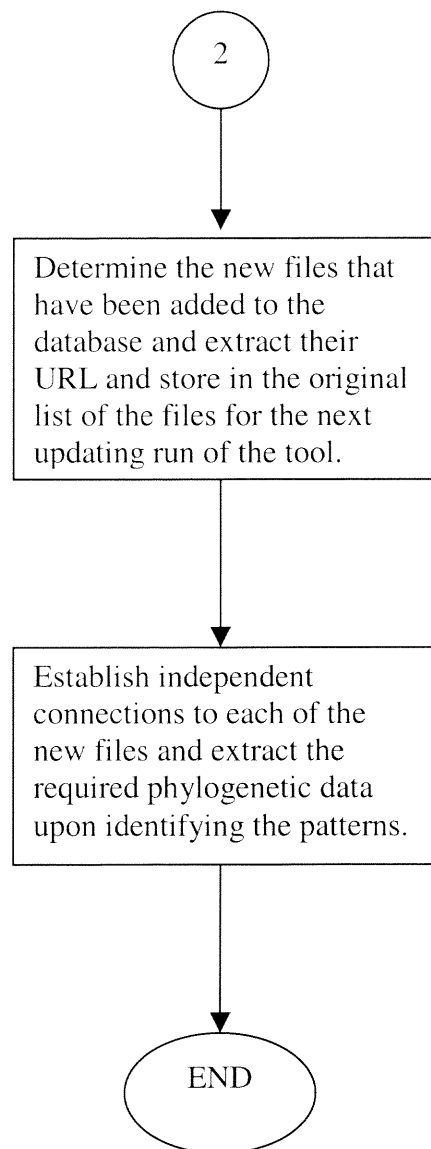 2
Determine the new files that
have been added to the
database and extract their
URL and store in the original
list of the files for the next
updating run of the tool.
Establish independent
connections to each of the
new files and extract the
required phylogenetic data
upon identifying the patterns.
END